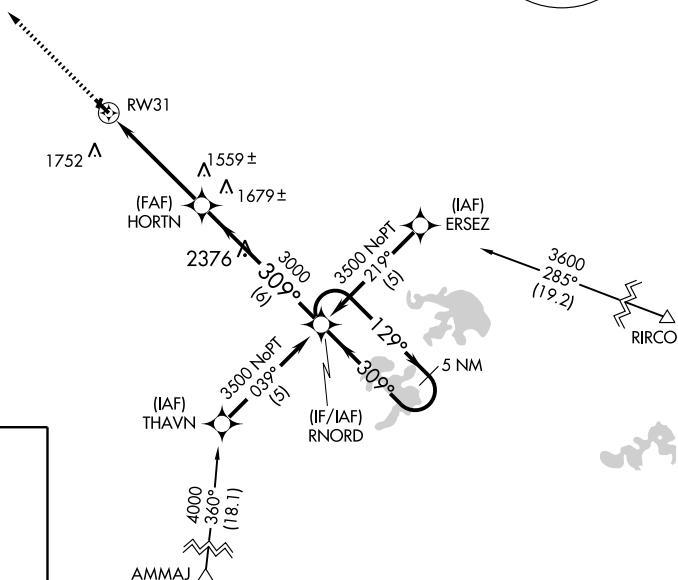 RW31
1752
1559 ±
1679 ±
(FAF)
HORTN
2376
3000
309°
(6)
(IAF)
ERSEZ
3500 NoPT
219°
(5)
3600
285°
(19.2)
RIRCO
129°
309°
5 NM
3500 NoPT
039°
(5)
(IAF)
THAVN
(IF/IAF)
RNORD
4000
360°
(18.1)
AMMAJ